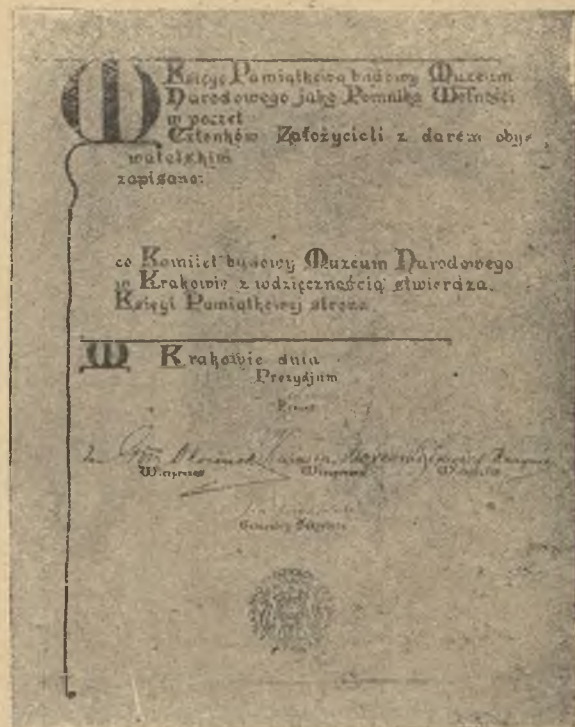 W Księgę Pamiątkową budowy Muzeum
Narodowego jako Pomnika Wolności
w poczet
Członków Założycieli z darem oby-
watelskim
zapisano:
co Komitet budowy Muzeum Narodowego
w Krakowie z wdzięcznością stwierdza.
Księgi Pamiątkowej strona
W Krakowie dnia
Prezydjum
Prezes
Wiceprezes Wiceprezes
Generalny Sekretarz